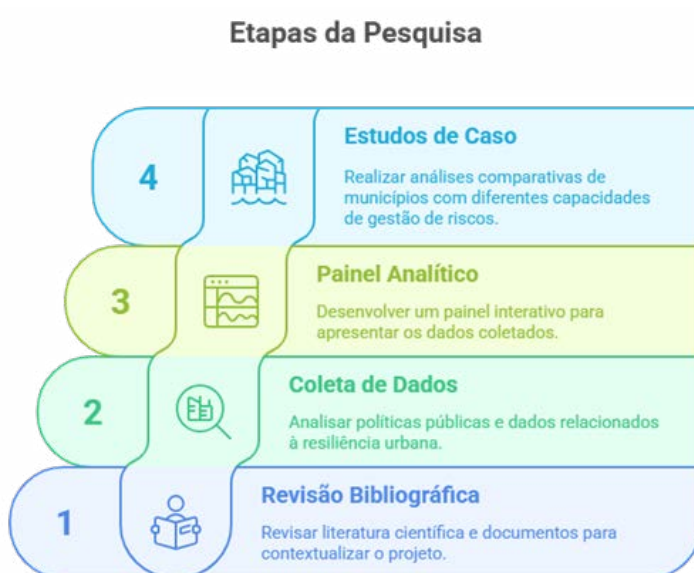 Etapas da Pesquisa
4
Estudos de Caso
Realizar análises comparativas de
municípios com diferentes capacidades
de gestão de riscos.
3
Painel Analítico
Desenvolver um painel interativo para
apresentar os dados coletados.
2
Coleta de Dados
Analisar políticas públicas e dados relacionados
à resiliência urbana.
1
Revisão Bibliográfica
Revisar literatura científica e documentos para
contextualizar o projeto.